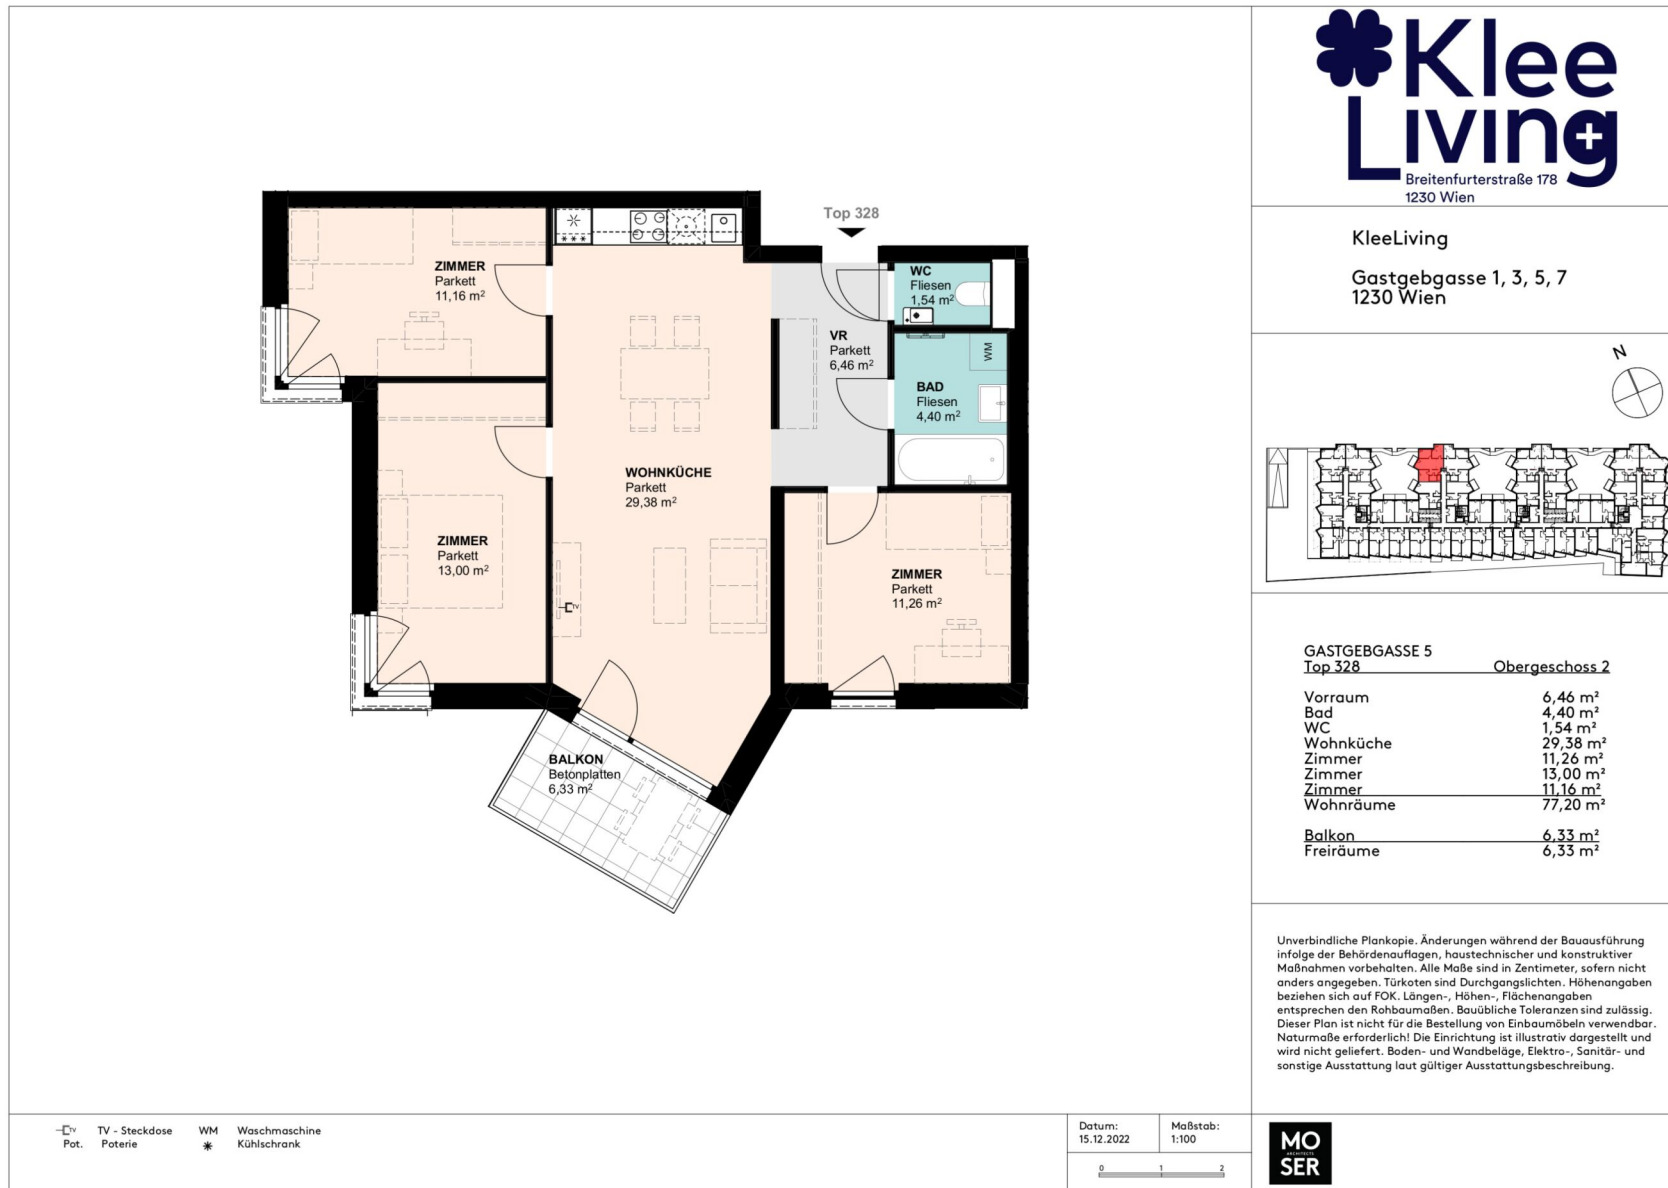 Klee
Living
Breitenfurterstraße 178
1230 Wien
KleeLiving
Gastgebgasse 1, 3, 5, 7
1230 Wien
N
Top 328
ZIMMER
Parkett
11,16 m²
WC
Fliesen
1,54 m²
VR
Parkett
6,46 m²
WM
BAD
Fliesen
4,40 m²
WOHNKÜCHE
Parkett
29,38 m²
ZIMMER
Parkett
13,00 m²
TV
ZIMMER
Parkett
11,26 m²
BALKON
Betonplatten
6,33 m²
GASTGEBGASSE 5
Top 328 Obergeschoss 2
Vorraum 6,46 m²
Bad 4,40 m²
WC 1,54 m²
Wohnküche 29,38 m²
Zimmer 11,26 m²
Zimmer 13,00 m²
Zimmer 11,16 m²
Wohnräume 77,20 m²
Balkon 6,33 m²
Freiräume 6,33 m²
Unverbindliche Plankopie. Änderungen während der Bauausführung
infolge der Behördenauflagen, haustechnischer und konstruktiver
Maßnahmen vorbehalten. Alle Maße sind in Zentimeter, sofern nicht
anders angegeben. Türkoten sind Durchgangslichten. Höhenangaben
beziehen sich auf FOK. Längen-, Höhen-, Flächenangaben
entsprechen den Rohbaumaßen. Bauübliche Toleranzen sind zulässig.
Dieser Plan ist nicht für die Bestellung von Einbaumöbeln verwendbar.
Naturmaße erforderlich! Die Einrichtung ist illustrativ dargestellt und
wird nicht geliefert. Boden- und Wandbeläge, Elektro-, Sanitär- und
sonstige Ausstattung laut gültiger Ausstattungsbeschreibung.
TV TV - Steckdose WM Waschmaschine
Pot. Poterie Kühlschrank
Datum: Maßstab:
15.12.2022 1:100
0 1 2
MO
ARCHITECTS
SER